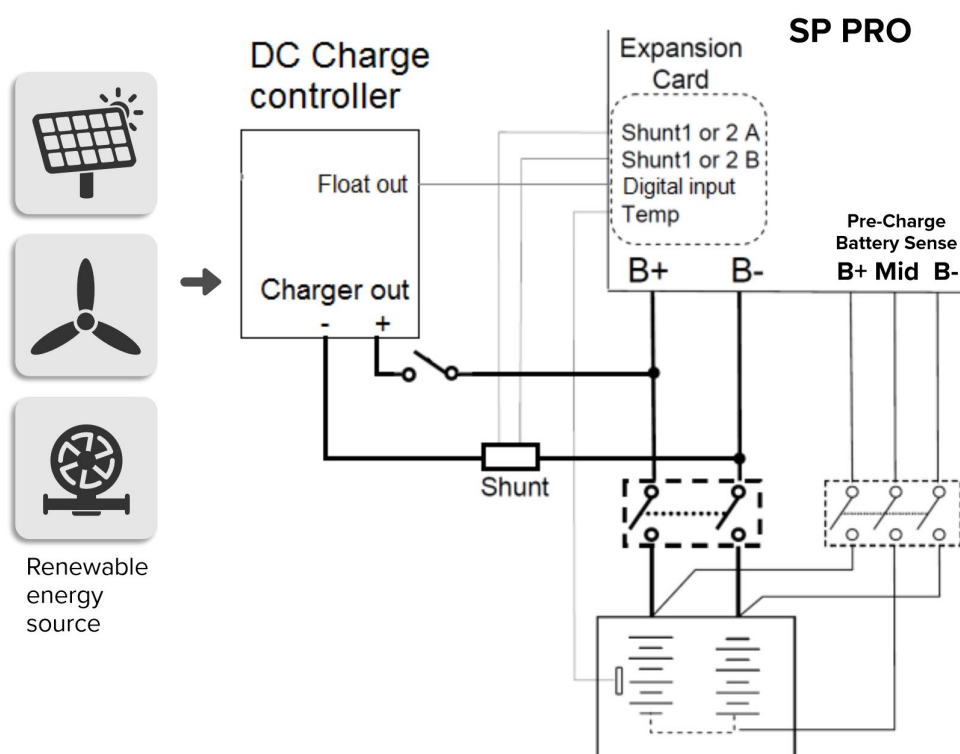 SP PRO
DC Charge
controller
Expansion
Card
Shunt1 or 2 A
Shunt1 or 2 B
Float out
Digital input
Temp
Pre-Charge
Battery Sense
B+ B-
B+ Mid B-
Charger out
- +
Shunt
Renewable
energy
source